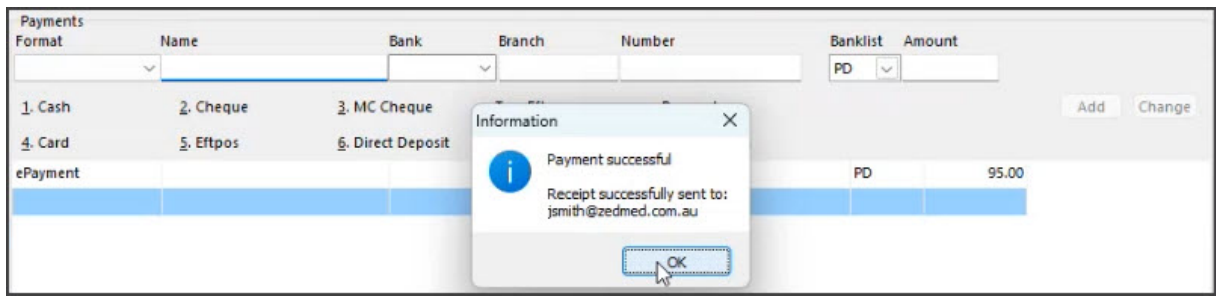 Payments
Format Name Bank Branch Number Banklist Amount
PD
1. Cash 2. Cheque 3. MC Cheque Add Change
4. Card 5. Eftpos 6. Direct Deposit
Information
Payment successful
Receipt successfully sent to:
jsmith@zedmed.com.au
OK
ePayment PD 95.00